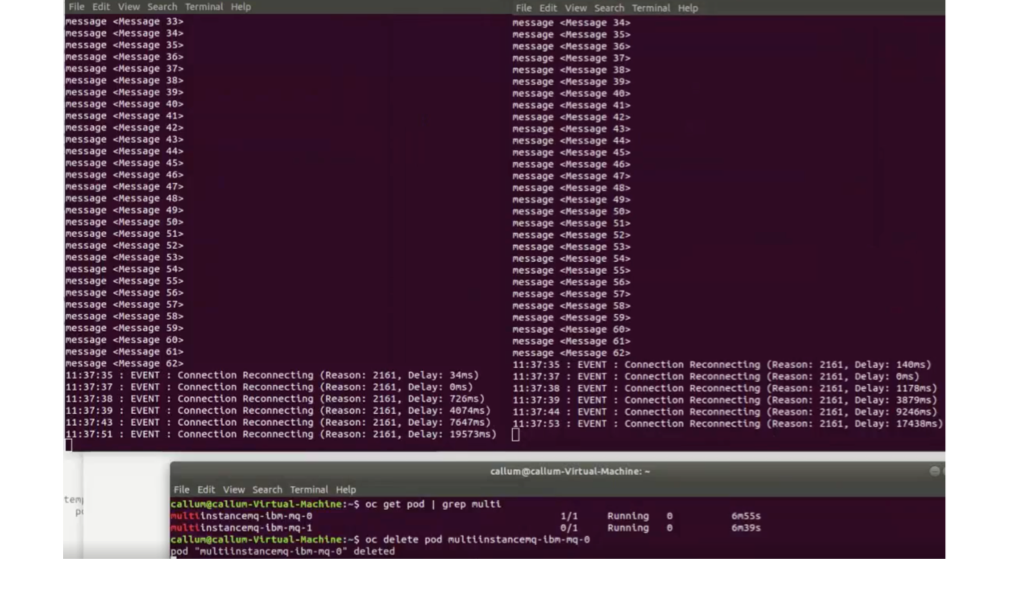 File Edit View Search Terminal Help
message <Message 33>
message <Message 34>
message <Message 35>
message <Message 36>
message <Message 37>
message <Message 38>
message <Message 39>
message <Message 40>
message <Message 41>
message <Message 42>
message <Message 43>
message <Message 44>
message <Message 45>
message <Message 46>
message <Message 47>
message <Message 48>
message <Message 49>
message <Message 50>
message <Message 51>
message <Message 52>
message <Message 53>
message <Message 54>
message <Message 55>
message <Message 56>
message <Message 57>
message <Message 58>
message <Message 59>
message <Message 60>
message <Message 61>
message <Message 62>
11:37:35 : EVENT : Connection Reconnecting (Reason: 2161, Delay: 34ms)
11:37:37 : EVENT : Connection Reconnecting (Reason: 2161, Delay: 0ms)
11:37:38 : EVENT : Connection Reconnecting (Reason: 2161, Delay: 726ms)
11:37:39 : EVENT : Connection Reconnecting (Reason: 2161, Delay: 4074ms)
11:37:43 : EVENT : Connection Reconnecting (Reason: 2161, Delay: 7647ms)
11:37:51 : EVENT : Connection Reconnecting (Reason: 2161, Delay: 19573ms)
File Edit View Search Terminal Help
message <Message 34>
message <Message 35>
message <Message 36>
message <Message 37>
message <Message 38>
message <Message 39>
message <Message 40>
message <Message 41>
message <Message 42>
message <Message 43>
message <Message 44>
message <Message 45>
message <Message 46>
message <Message 47>
message <Message 48>
message <Message 49>
message <Message 50>
message <Message 51>
message <Message 52>
message <Message 53>
message <Message 54>
message <Message 55>
message <Message 56>
message <Message 57>
message <Message 58>
message <Message 59>
message <Message 60>
message <Message 61>
message <Message 62>
11:37:35 : EVENT : Connection Reconnecting (Reason: 2161, Delay: 140ms)
11:37:37 : EVENT : Connection Reconnecting (Reason: 2161, Delay: 0ms)
11:37:38 : EVENT : Connection Reconnecting (Reason: 2161, Delay: 1178ms)
11:37:39 : EVENT : Connection Reconnecting (Reason: 2161, Delay: 3879ms)
11:37:44 : EVENT : Connection Reconnecting (Reason: 2161, Delay: 9246ms)
11:37:53 : EVENT : Connection Reconnecting (Reason: 2161, Delay: 17438ms)
callum@callum-Virtual-Machine: ~
File Edit View Search Terminal Help
callum@callum-Virtual-Machine:~$ oc get pod | grep multi
multiinstancemq-ibm-mq-0 1/1 Running 0 6m55s
multiinstancemq-ibm-mq-1 0/1 Running 0 6m39s
callum@callum-Virtual-Machine:~$ oc delete pod multiinstancemq-ibm-mq-0
pod "multiinstancemq-ibm-mq-0" deleted